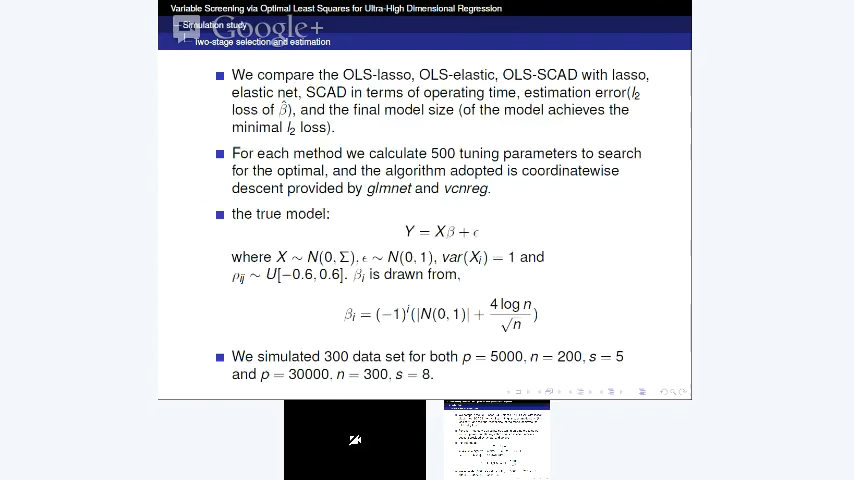 Variable Screening via Optimal Least Squares for Ultra-High Dimensional Regression
Simulation study
Google+
Two-stage selection and estimation
We compare the OLS-lasso, OLS-elastic, OLS-SCAD with lasso,
elastic net, SCAD in terms of operating time, estimation error(l₂
loss of β̂), and the final model size (of the model achieves the
minimal l₂ loss).
For each method we calculate 500 tuning parameters to search
for the optimal, and the algorithm adopted is coordinatewise
descent provided by glmnet and vcnreg.
the true model:
Y = Xβ + ϵ
where X ∼ N(0, Σ), ϵ ∼ N(0, 1), var(Xᵢ) = 1 and
ρᵢⱼ ∼ U[−0.6, 0.6]. βᵢ is drawn from,
βᵢ = (−1)ⁱ(|N(0, 1)| + 4 log n / √n)
We simulated 300 data set for both p = 5000, n = 200, s = 5
and p = 30000, n = 300, s = 8.